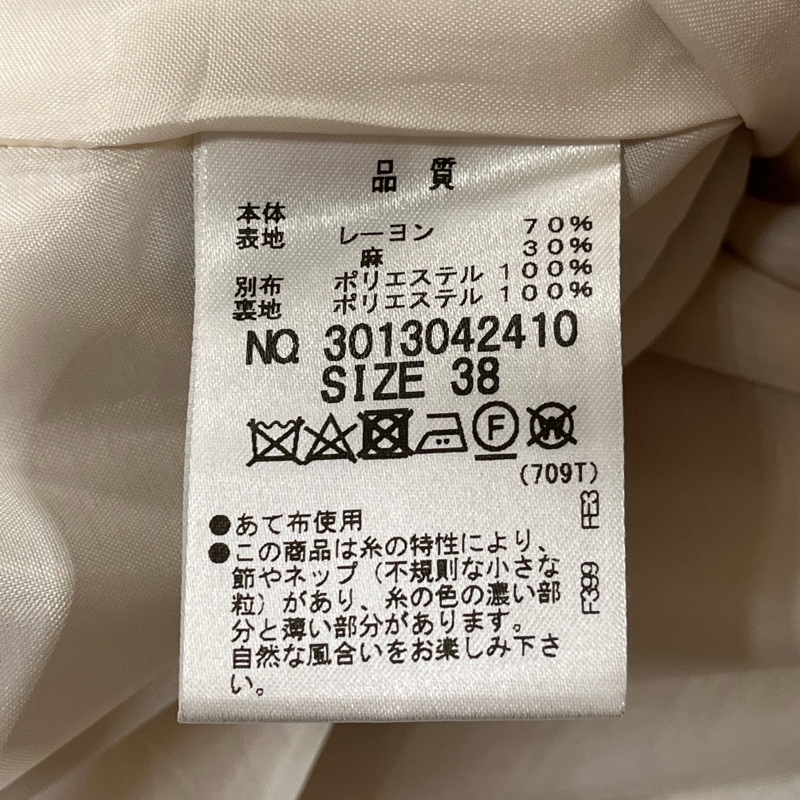 品 質
本体
表地 レーヨン 70%
麻 30%
別布 ポリエステル 100%
裏地 ポリエステル 100%
NO 3013042410
SIZE 38
F W
(709T)
●あて布使用
●この商品は糸の特性により、
節やネップ（不規則な小さな
粒）があり、糸の色の濃い部
分と薄い部分があります。
自然な風合いをお楽しみ下さ
い。
F399